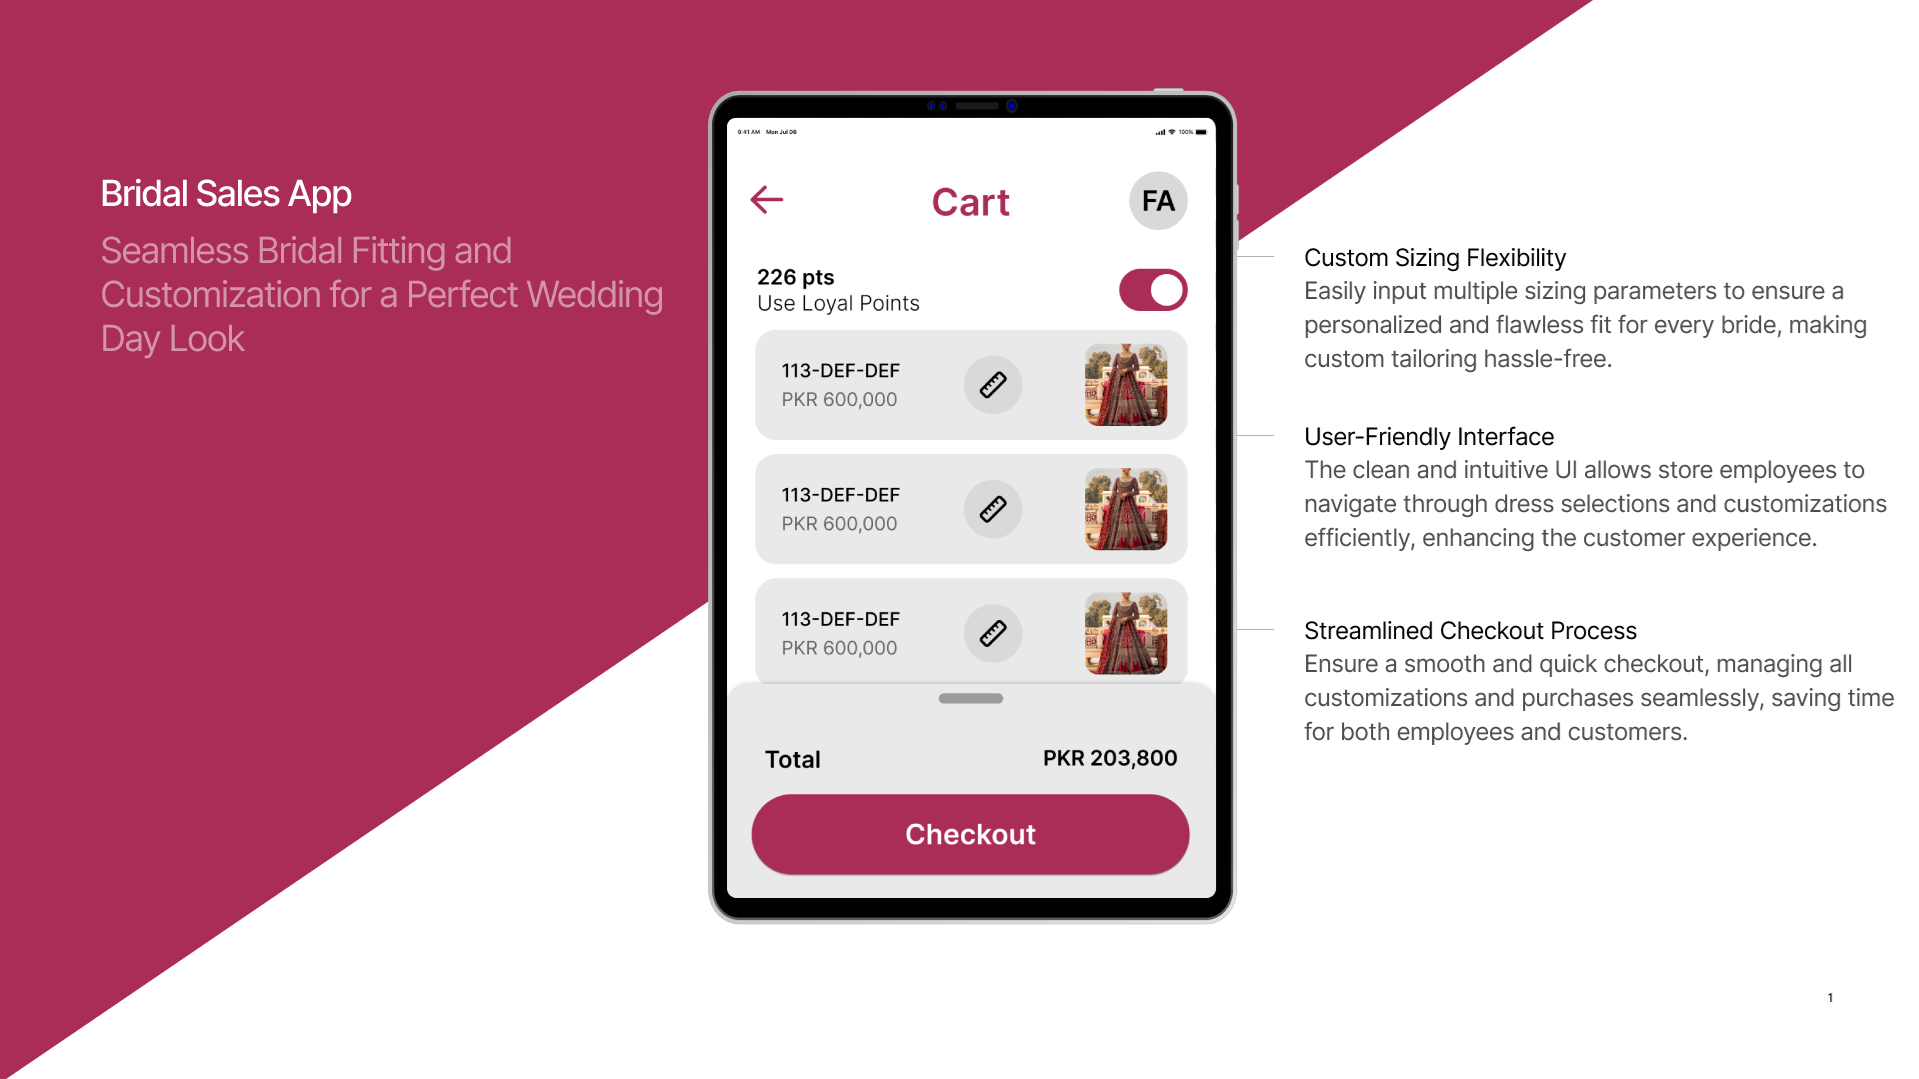 Bridal Sales App
Seamless Bridal Fitting and
Customization for a Perfect Wedding
Day Look
9:41 AM Mon Jul 06
100%
Cart
FA
226 pts
Use Loyal Points
113-DEF-DEF
PKR 600,000
113-DEF-DEF
PKR 600,000
113-DEF-DEF
PKR 600,000
Total
PKR 203,800
Checkout
Custom Sizing Flexibility
Easily input multiple sizing parameters to ensure a
personalized and flawless fit for every bride, making
custom tailoring hassle-free.
User-Friendly Interface
The clean and intuitive UI allows store employees to
navigate through dress selections and customizations
efficiently, enhancing the customer experience.
Streamlined Checkout Process
Ensure a smooth and quick checkout, managing all
customizations and purchases seamlessly, saving time
for both employees and customers.
1